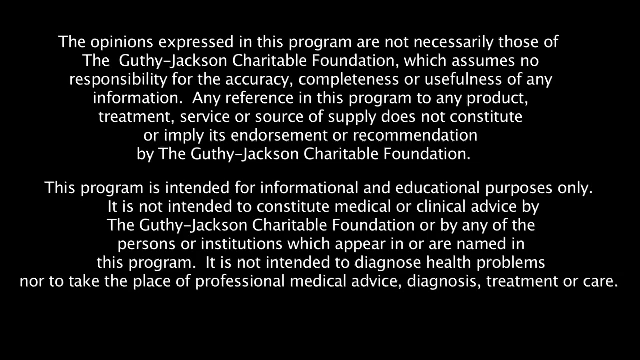 The opinions expressed in this program are not necessarily those of
The  Guthy-Jackson Charitable Foundation, which assumes no
responsibility for the accuracy, completeness or usefulness of any
information.  Any reference in this program to any product,
treatment, service or source of supply does not constitute
or imply its endorsement or recommendation
by The Guthy-Jackson Charitable Foundation.
This program is intended for informational and educational purposes only.
It is not intended to constitute medical or clinical advice by
The Guthy-Jackson Charitable Foundation or by any of the
persons or institutions which appear in or are named in
this program.  It is not intended to diagnose health problems
nor to take the place of professional medical advice, diagnosis, treatment or care.